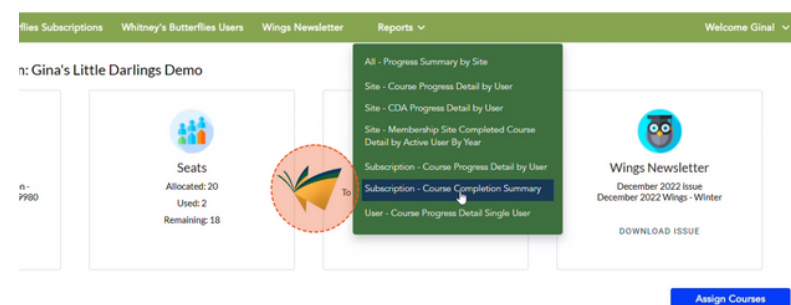 flies Subscriptions Whitney's Butterflies Users Wings Newsletter Reports Welcome Gina!
n: Gina's Little Darlings Demo
All - Progress Summary by Site
Site - Course Progress Detail by User
Site - CDA Progress Detail by User
Site - Membership Site Completed Course
Detail by Active User By Year
Subscription - Course Progress Detail by User
Subscription - Course Completion Summary
User - Course Progress Detail Single User
n -
9980
Seats
Allocated: 20
Used: 2
Remaining: 18
To
Wings Newsletter
December 2022 issue
December 2022 Wings - Winter
DOWNLOAD ISSUE
Assign Courses